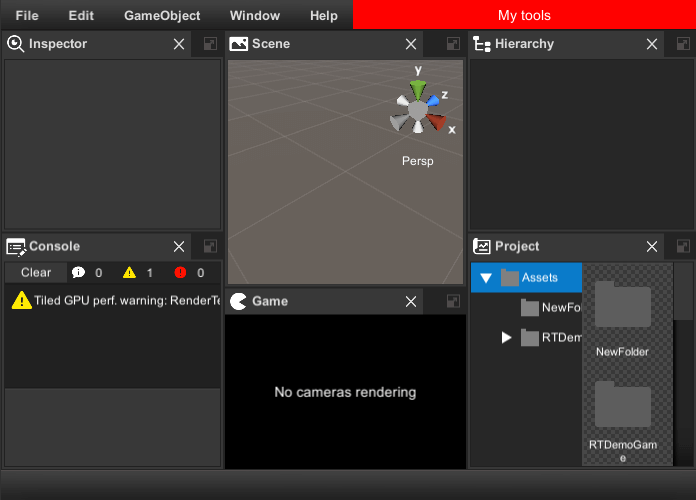 File Edit GameObject Window Help My tools
Inspector
Scene
y
z
x
Persp
Hierarchy
Console
Clear 0 1 0
Tiled GPU perf. warning: RenderTe
Game
No cameras rendering
Project
Assets
NewFo
RTDem
NewFolder
RTDemoGam
e